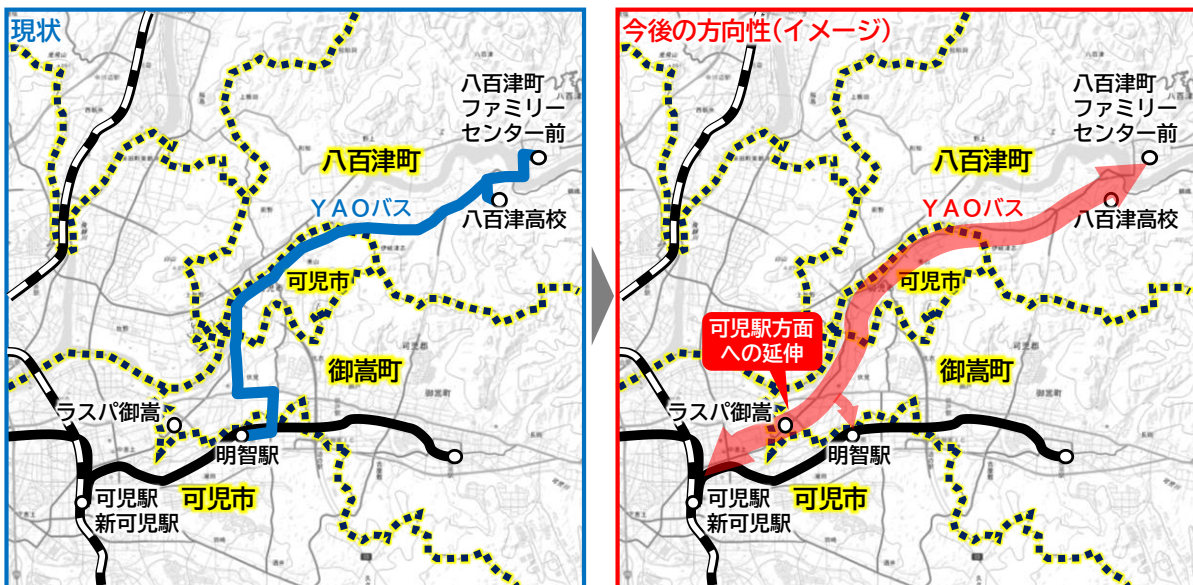 現状
八百津町
ファミリー
センター前
八百津町
YAOバス
八百津高校
可児市
御嵩町
ラスパ御嵩
明智駅
可児駅
新可児駅
可児市
今後の方向性(イメージ)
八百津町
ファミリー
センター前
八百津町
YAOバス
八百津高校
可児市
可児駅方面
への延伸
御嵩町
ラスパ御嵩
明智駅
可児駅
新可児駅
可児市